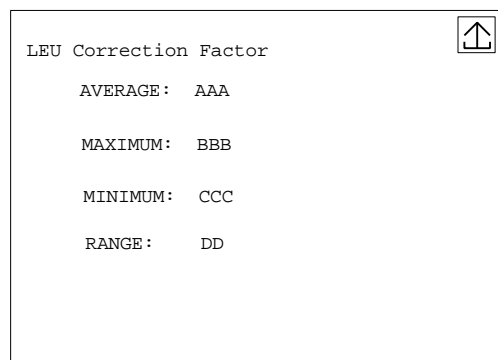 LEU Correction Factor
AVERAGE: AAA
MAXIMUM: BBB
MINIMUM: CCC
RANGE: DD